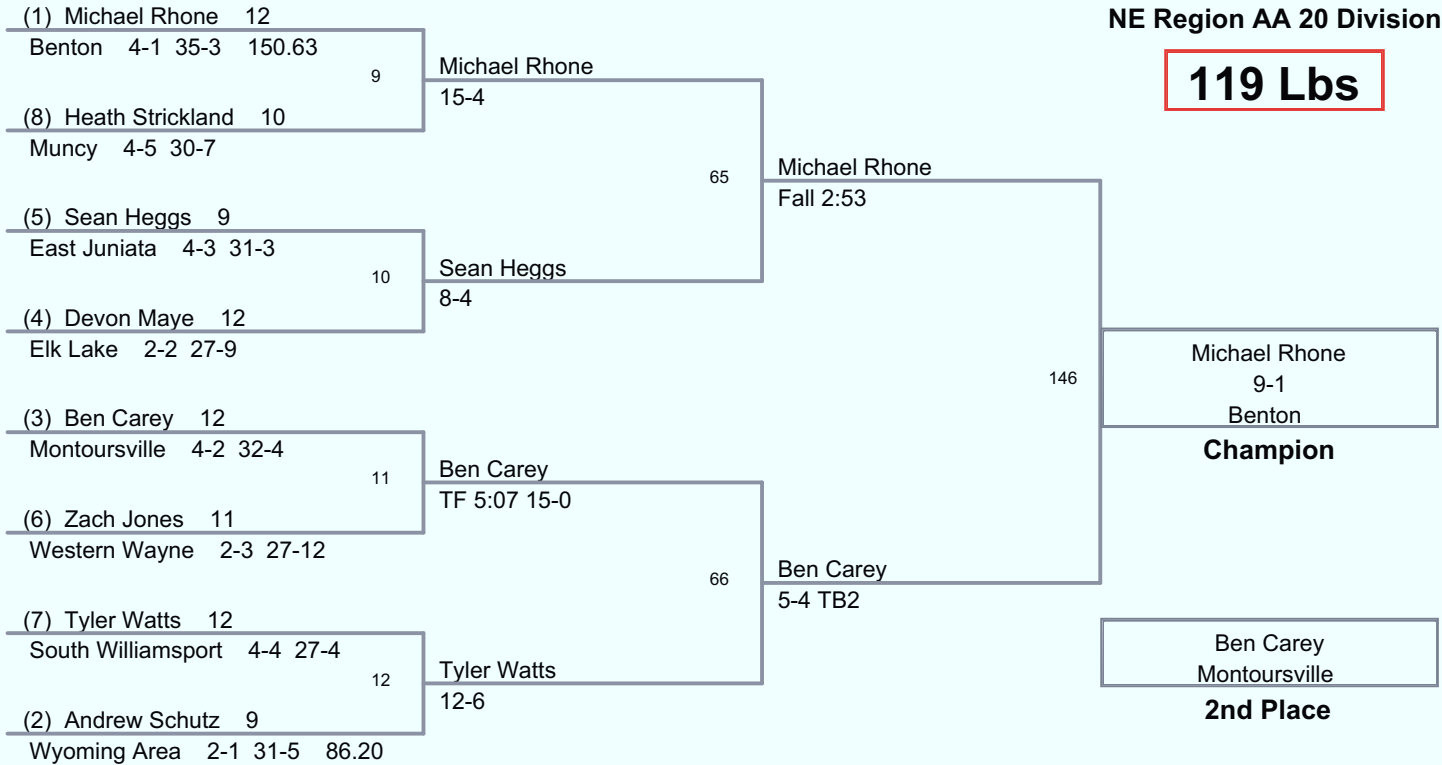 (1) Michael Rhone 12
Benton 4-1 35-3 150.63
9
(8) Heath Strickland 10
Muncy 4-5 30-7
(5) Sean Heggs 9
East Juniata 4-3 31-3
10
(4) Devon Maye 12
Elk Lake 2-2 27-9
(3) Ben Carey 12
Montoursville 4-2 32-4
11
(6) Zach Jones 11
Western Wayne 2-3 27-12
(7) Tyler Watts 12
South Williamsport 4-4 27-4
12
(2) Andrew Schutz 9
Wyoming Area 2-1 31-5 86.20
Michael Rhone
15-4
65
Sean Heggs
8-4
Ben Carey
TF 5:07 15-0
66
Tyler Watts
12-6
Michael Rhone
Fall 2:53
146
Ben Carey
5-4 TB2
NE Region AA 20 Division
119 Lbs
Michael Rhone
9-1
Benton
Champion
Ben Carey
Montoursville
2nd Place